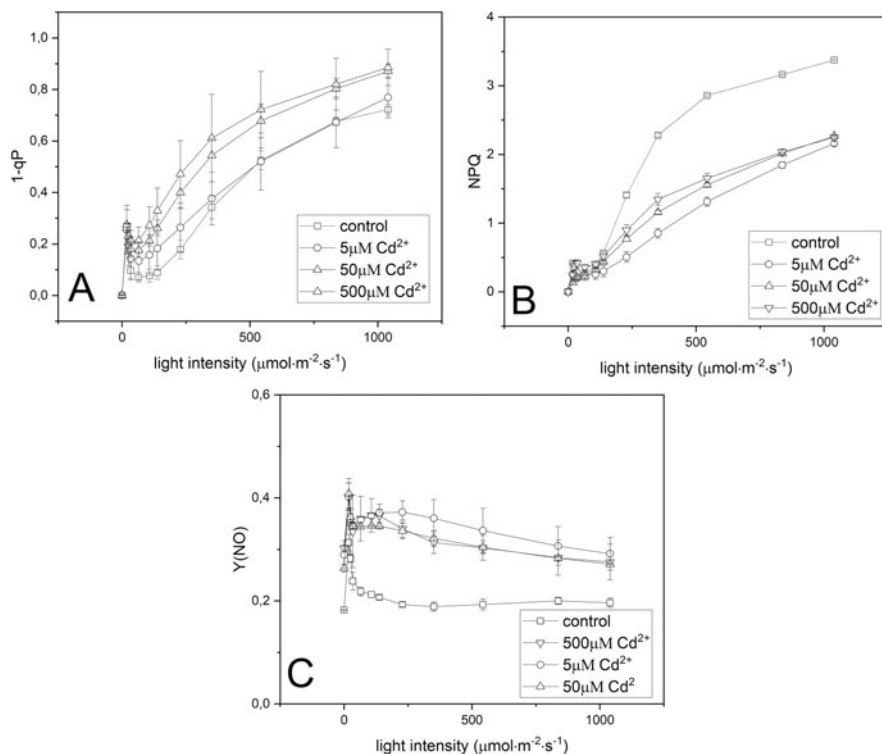 1,0
0,8
0,6
0,4
0,2
0,0
1-qP
A
control
5μM Cd²⁺
50μM Cd²⁺
500μM Cd²⁺
0 500 1000
light intensity (μmol·m⁻²·s⁻¹)
4
3
2
1
0
NPQ
B
control
5μM Cd²⁺
50μM Cd²⁺
500μM Cd²⁺
0 500 1000
light intensity (μmol·m⁻²·s⁻¹)
0,6
0,4
0,2
0,0
Y(NO)
C
control
500μM Cd²⁺
5μM Cd²⁺
50μM Cd²
0 500 1000
light intensity (μmol·m⁻²·s⁻¹)